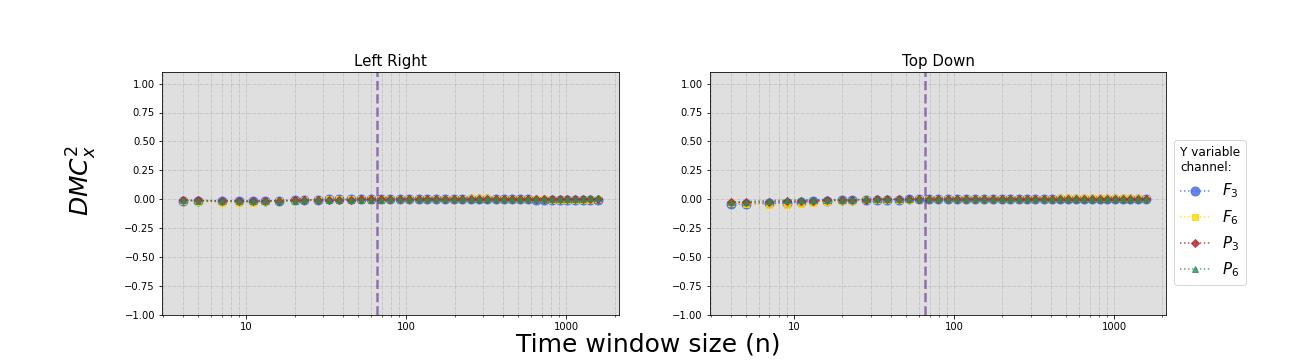 Left Right
Top Down
1.00
0.75
0.50
0.25
0.00
−0.25
−0.50
−0.75
−1.00
1.00
0.75
0.50
0.25
0.00
−0.25
−0.50
−0.75
−1.00
DMC²ₓ
Y variable
channel:
F₃
F₆
P₃
P₆
10 100 1000
10 100 1000
Time window size (n)